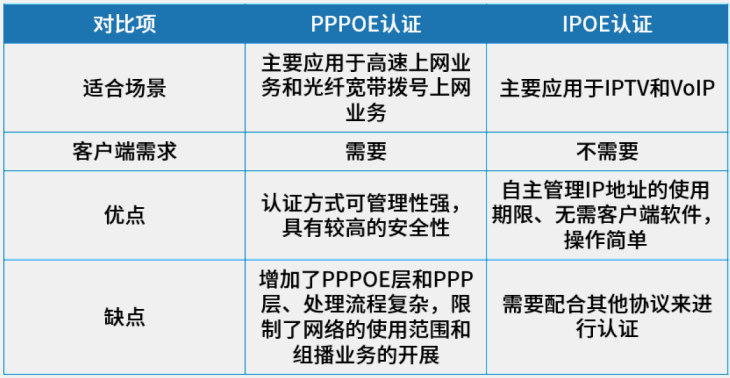 对比项 PPPOE认证 IPOE认证
适合场景
主要应用于高速上网业
务和光纤宽带拨号上网
业务
主要应用于IPTV和VoIP
客户端需求 需要 不需要
优点
认证方式可管理性强，
具有较高的安全性
自主管理IP地址的使用
期限、无需客户端软件，
操作简单
缺点
增加了PPPOE层和PPP
层、处理流程复杂，限
制了网络的使用范围和
组播业务的开展
需要配合其他协议来进
行认证